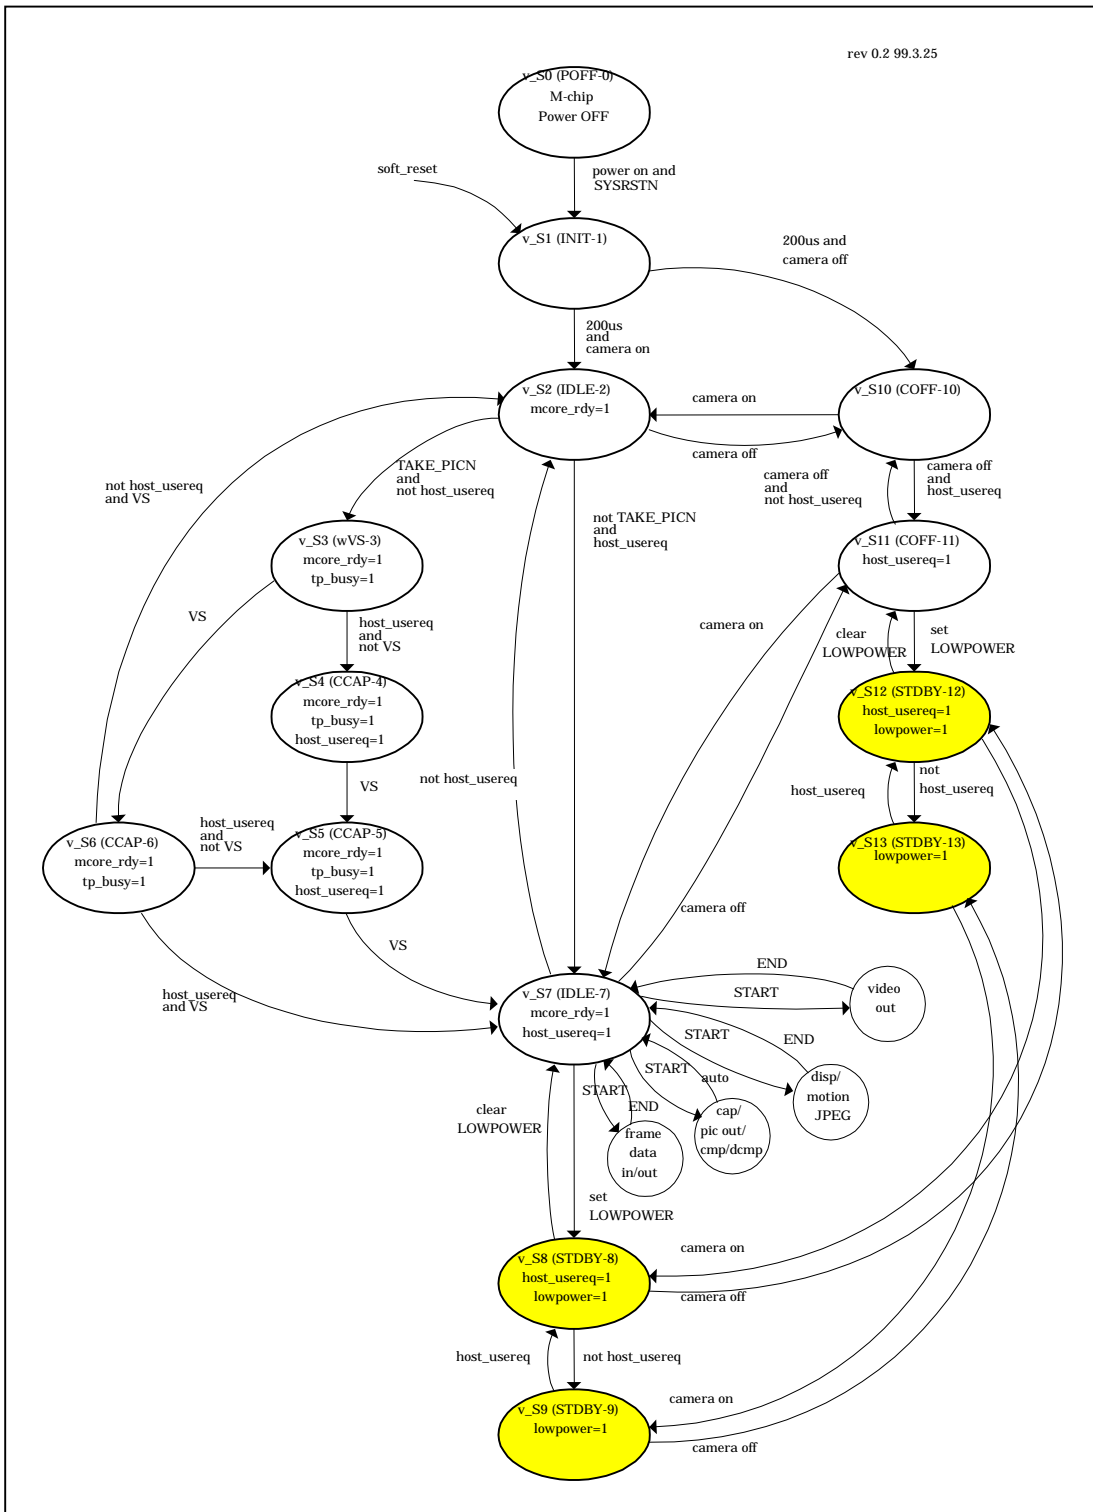 rev 0.2 99.3.25
v_S0 (POFF-0)
M-chip
Power OFF
soft_reset
power on and
SYSRSTN
v_S1 (INIT-1)
200us and
camera off
200us
and
camera on
v_S2 (IDLE-2)
mcore_rdy=1
camera on
camera off
v_S10 (COFF-10)
TAKE_PICN
and
not host_usereq
not host_usereq
and VS
camera off
and
not host_usereq
camera off
and
host_usereq
not TAKE_PICN
and
host_usereq
v_S3 (wVS-3)
mcore_rdy=1
tp_busy=1
v_S11 (COFF-11)
host_usereq=1
VS
host_usereq
and
not VS
camera on
clear
LOWPOWER
set
LOWPOWER
v_S4 (CCAP-4)
mcore_rdy=1
tp_busy=1
host_usereq=1
v_S12 (STDBY-12)
host_usereq=1
lowpower=1
not host_usereq
VS
host_usereq
not
host_usereq
host_usereq
and
not VS
v_S6 (CCAP-6)
mcore_rdy=1
tp_busy=1
v_S5 (CCAP-5)
mcore_rdy=1
tp_busy=1
host_usereq=1
v_S13 (STDBY-13)
lowpower=1
camera off
VS
host_usereq
and VS
v_S7 (IDLE-7)
mcore_rdy=1
host_usereq=1
END
START
video
out
START
END
disp/
motion
JPEG
START
auto
cap/
pic out/
cmp/dcmp
START
END
frame
data
in/out
clear
LOWPOWER
set
LOWPOWER
camera on
camera off
v_S8 (STDBY-8)
host_usereq=1
lowpower=1
host_usereq
not host_usereq
camera on
camera off
v_S9 (STDBY-9)
lowpower=1